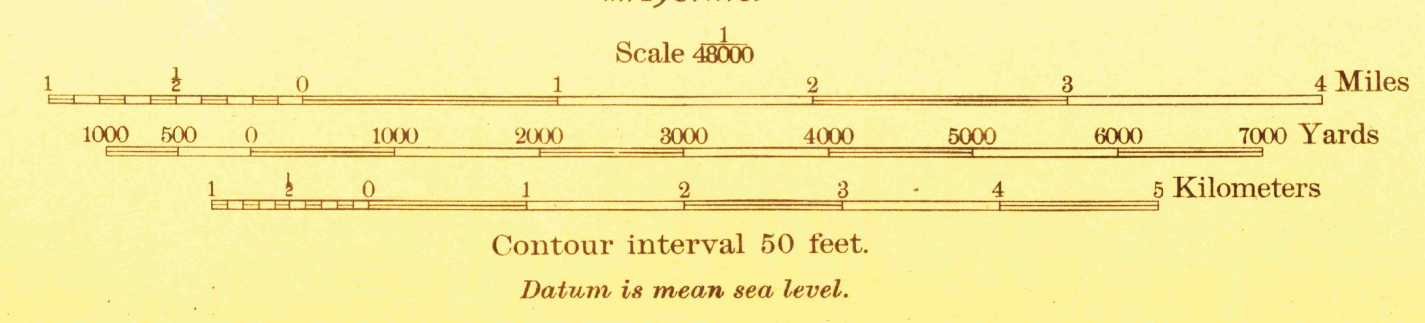 Scale 1/48000
1 ½ 0 1 2 3 4 Miles
1000 500 0 1000 2000 3000 4000 5000 6000 7000 Yards
1 ½ 0 1 2 3 4 5 Kilometers
Contour interval 50 feet.
Datum is mean sea level.